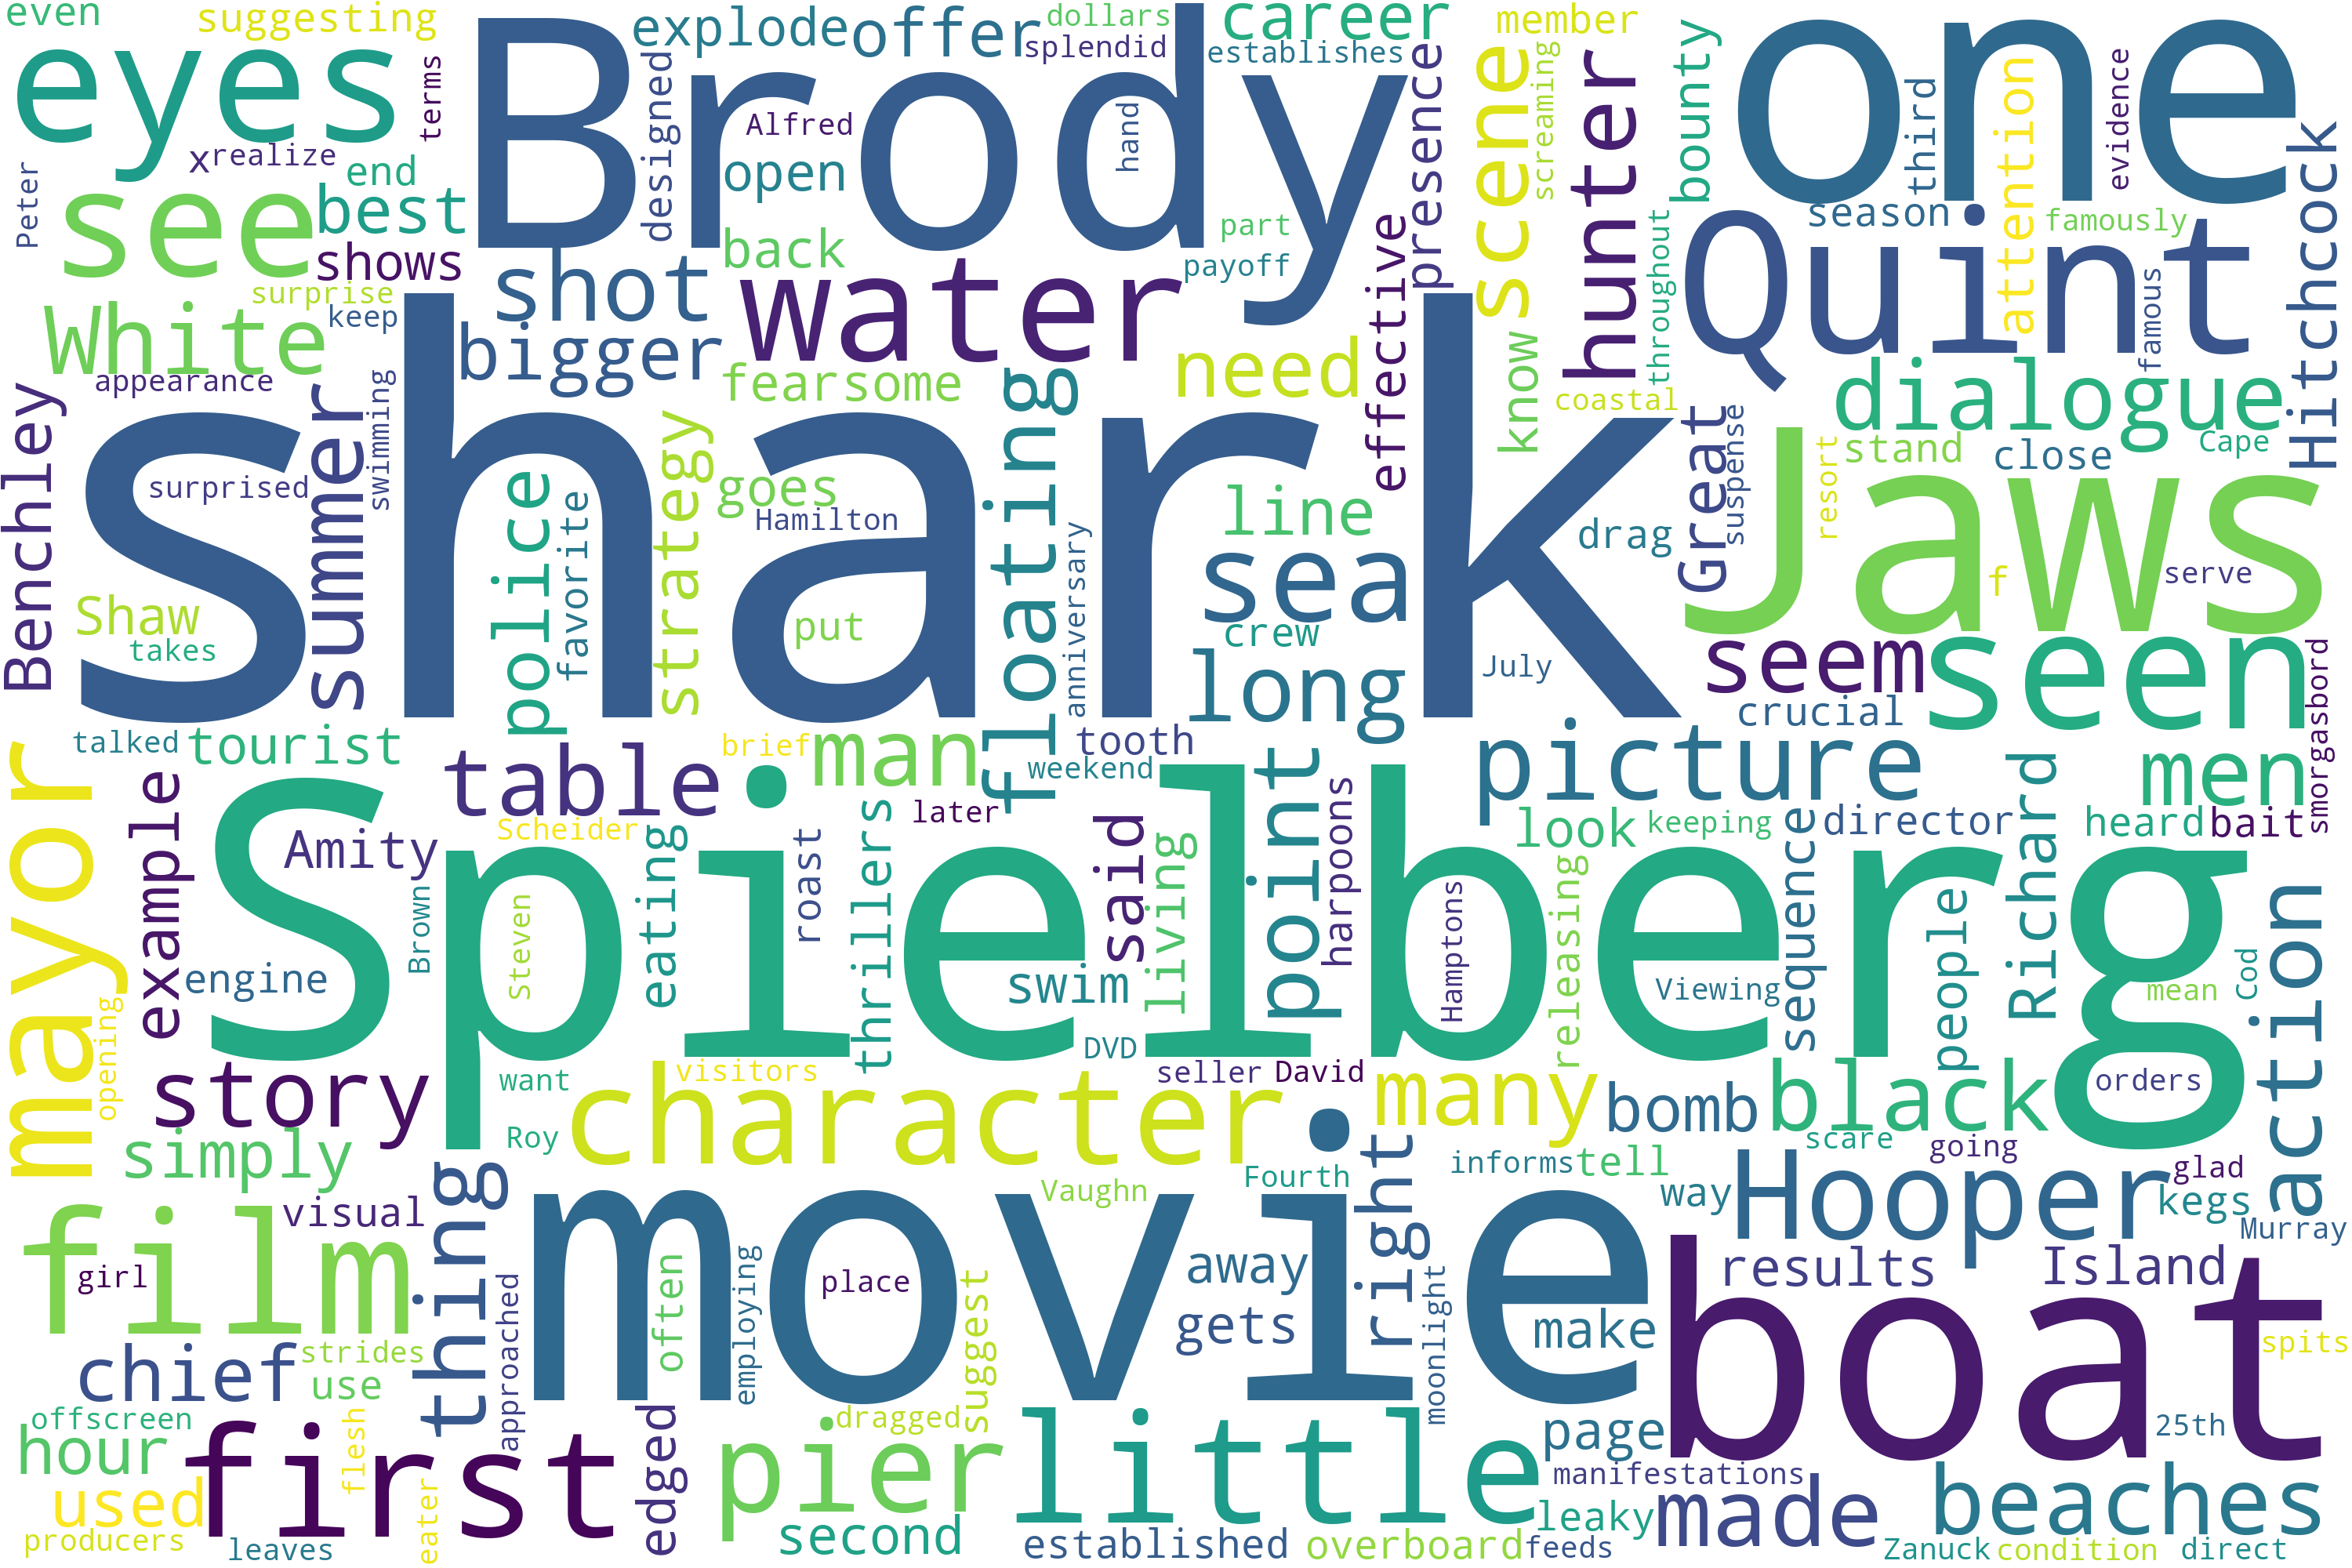 even
suggesting
eyes
terms
Brody
explode
offer
dollars
splendid
career
establishes
member
scene
screaming
hunter
bounty
one
third
attention
evidence
Hitchcock
Peter
x
realize
end
see
best
shows
designed
Alfred
open
hand
back
part
payoff
presence
effective
season
famously
Quint
famous
throughout
White
surprise
keep
appearance
shot
bigger
water
fearsome
need
know
coastal
dialogue
Benchley
surprised
summer
swimming
shark
police
favorite
strategy
goes
Hamilton
put
floating
anniversary
line
sea
crew
long
July
drag
Great
suspense
resort
stand
close
Cape
f
serve
Jaws
Shaw
takes
seem
seen
smorgasbord
mayor
talked
tourist
table
brief
man
tooth
weekend
point
picture
crucial
men
example
Amity
Scheider
later
said
living
harpoons
look
keeping
director
heard
bait
Brown
engine
Steven
eating
roast
thrillers
swim
Spielberg
Hamptons
releasing
Viewing
sequence
people
Richard
mean
Cod
action
opening
DVD
story
want
Roy
visitors
character
seller
David
many
bomb
black
orders
simply
thing
visual
Vaughn
Fourth
right
informs
tell
scare
going
glad
way
Hooper
kegs
Murray
film
girl
approached
movie
often
employing
place
suggest
away
gets
moonlight
make
results
Island
boat
spits
chief
strides
use
offscreen
hour
flesh
first
edged
dragged
pier
little
page
25th
used
eater
producers
leaves
second
established
overboard
manifestations
leaky
feeds
made
beaches
Zanuck
condition
direct